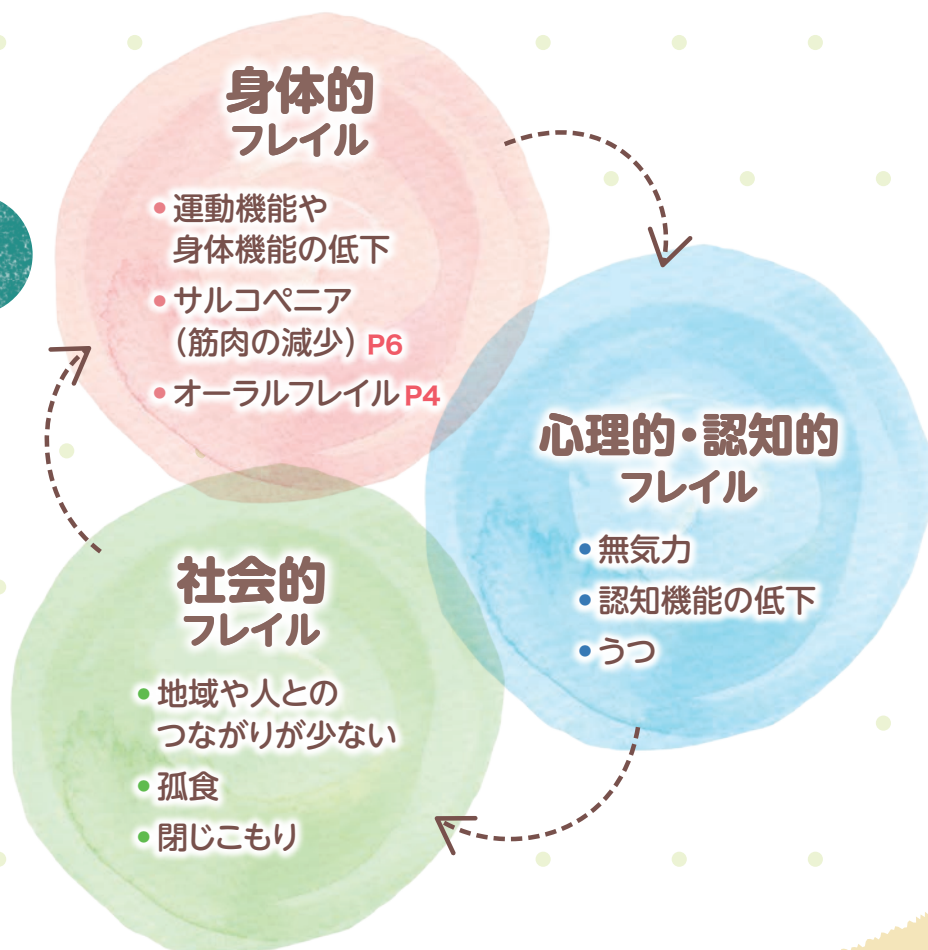 身体的
フレイル
・運動機能や
身体機能の低下
・サルコペニア
（筋肉の減少）P6
・オーラルフレイルP4
心理的・認知的
フレイル
・無気力
・認知機能の低下
・うつ
社会的
フレイル
・地域や人との
つながりが少ない
・孤食
・閉じこもり